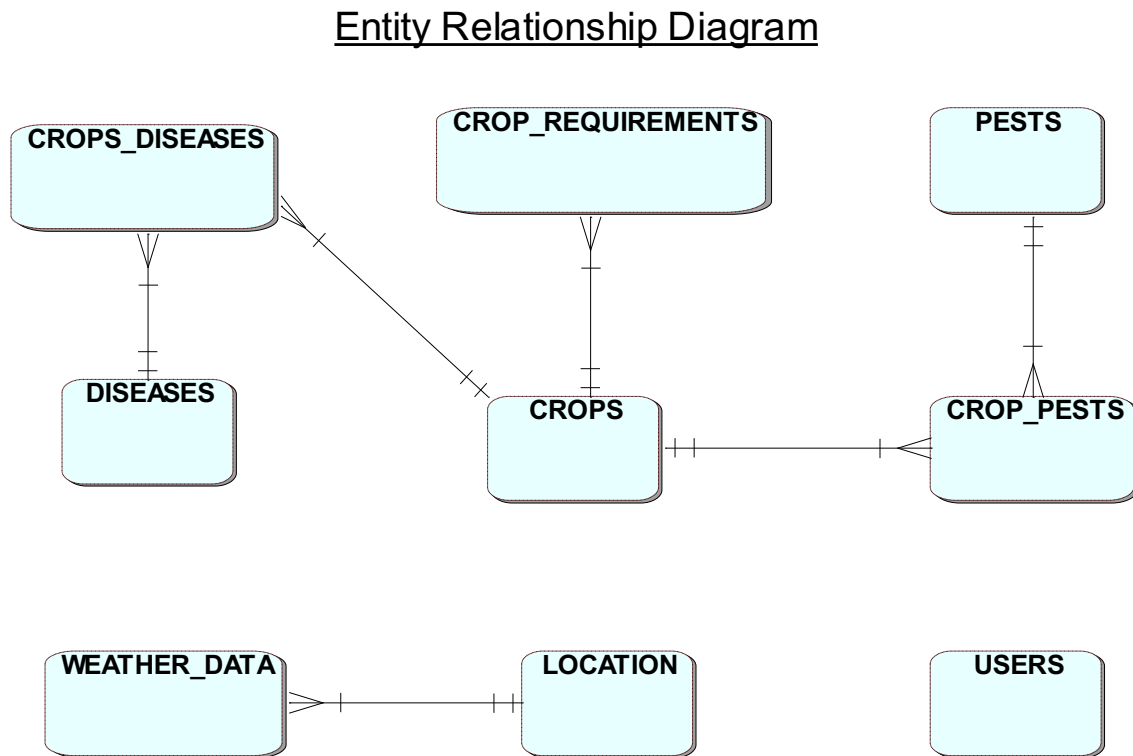 Entity Relationship Diagram
CROPS_DISEASES
CROP_REQUIREMENTS
PESTS
DISEASES
CROPS
CROP_PESTS
WEATHER_DATA
LOCATION
USERS